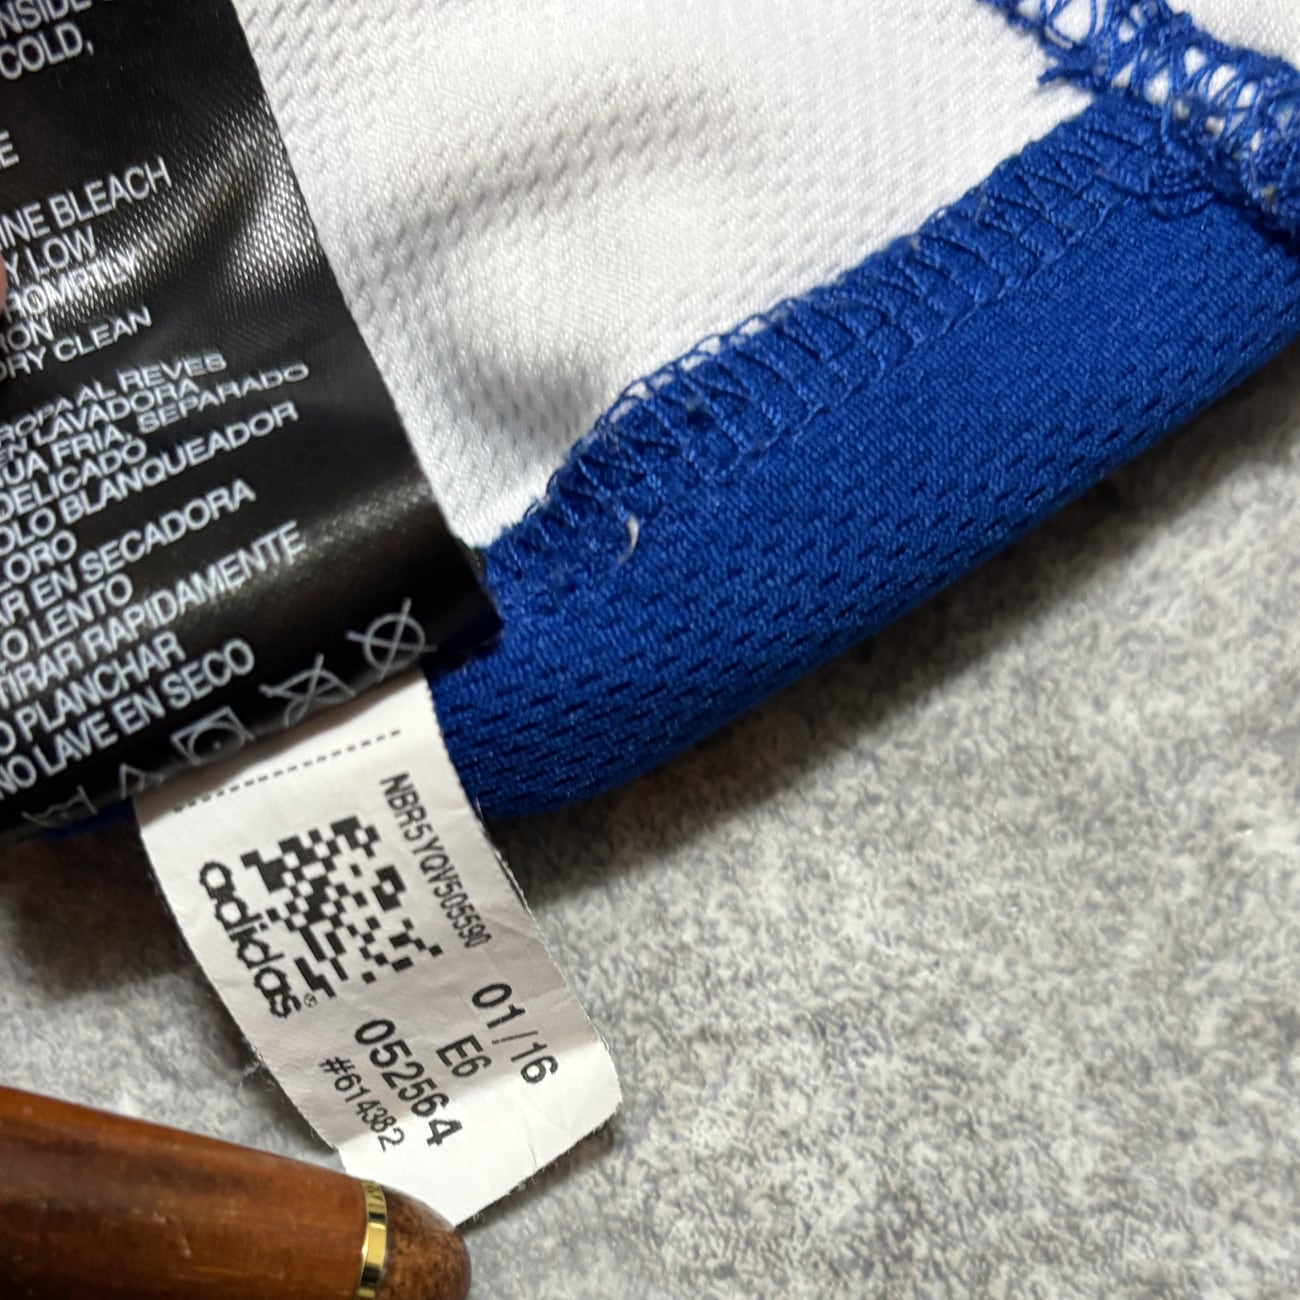 INSIDE
COLD,
INE BLEACH
Y LOW
ROMPTLY
RON
DRY CLEAN
ROPA AL REVES
EN LAVADORA
UA FRIA, SEPARADO
DELICADO
OLO BLANQUEADOR
LORO
AR EN SECADORA
O LENTO
TIRAR RAPIDAMENTE
O PLANCHAR
NO LAVE EN SECO
NBR5YQV505590
adidas®
01/16
E6
052564
#614382